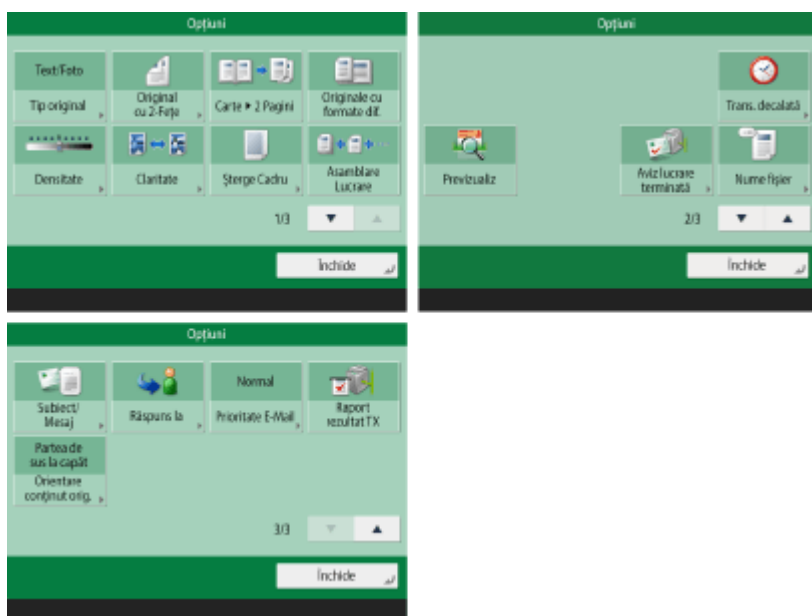 Opțiuni
Text/Foto
Tip original
Original
cu 2-Fețe
Carte ▸ 2 Pagini
Originale cu
formate dif.
Densitate
Claritate
Șterge Cadru
Asamblare
Lucrare
1/3
Închide
Opțiuni
Trans. decalată
Previzualiz
Aviz lucrare
terminată
Nume fișier
2/3
Închide
Opțiuni
Subiect/
Mesaj
Răspuns la
Normal
Prioritate E-Mail
Raport
rezultat TX
Partea de
sus la capăt
Orientare
conținut orig.
3/3
Închide